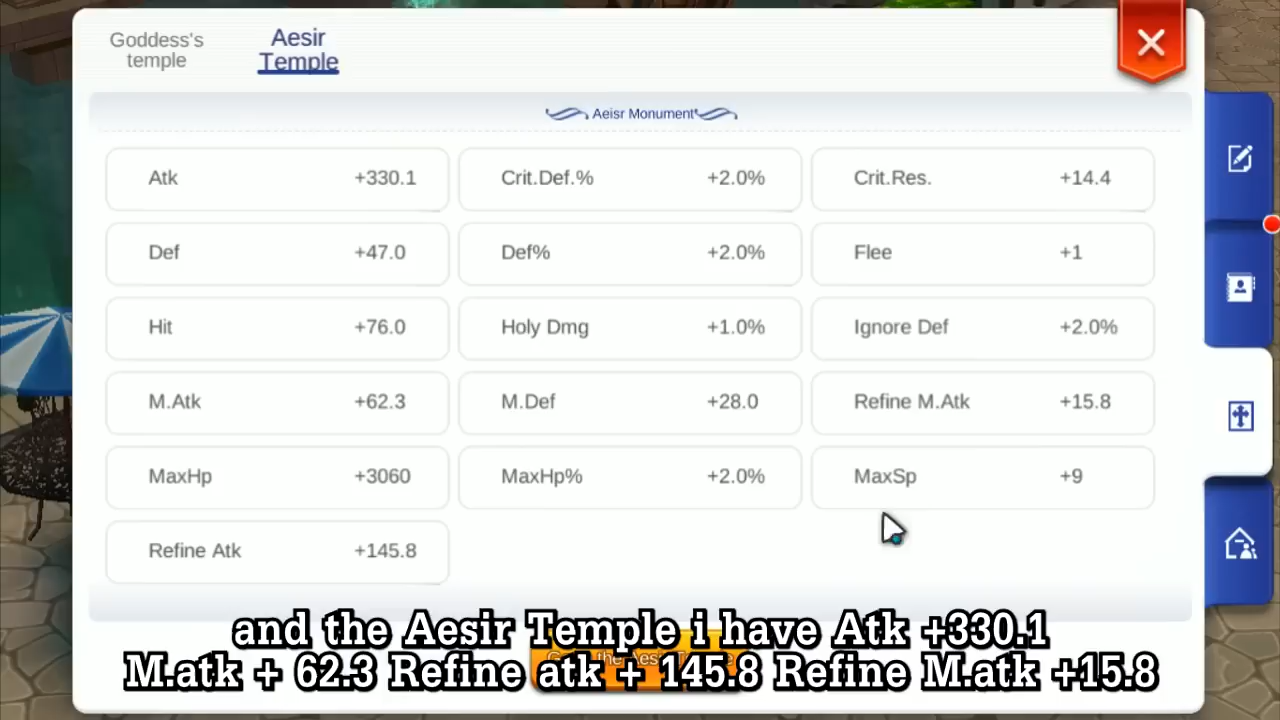 Goddess's
temple
Aesir
Temple
Aeisr Monument
Atk +330.1
Crit.Def.% +2.0%
Crit.Res. +14.4
Def +47.0
Def% +2.0%
Flee +1
Hit +76.0
Holy Dmg +1.0%
Ignore Def +2.0%
M.Atk +62.3
M.Def +28.0
Refine M.Atk +15.8
MaxHp +3060
MaxHp% +2.0%
MaxSp +9
Refine Atk +145.8
and the Aesir Temple i have Atk +330.1
M.atk + 62.3 Refine atk + 145.8 Refine M.atk +15.8